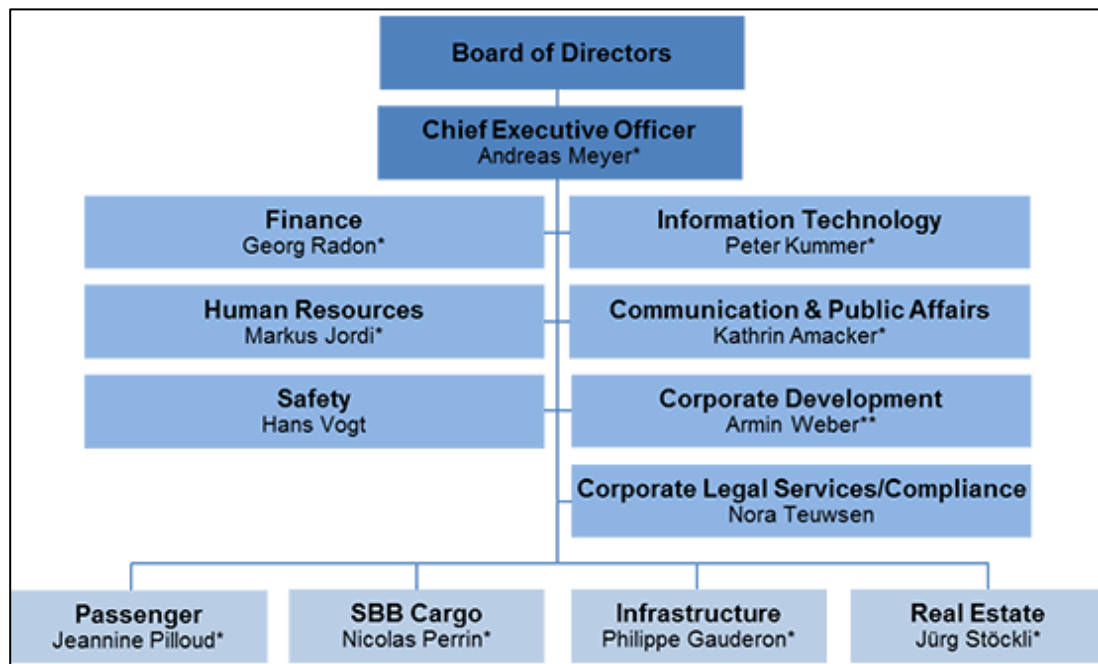 Board of Directors
Chief Executive Officer
Andreas Meyer*
Finance
Georg Radon*
Information Technology
Peter Kummer*
Human Resources
Markus Jordi*
Communication & Public Affairs
Kathrin Amacker*
Safety
Hans Vogt
Corporate Development
Armin Weber**
Corporate Legal Services/Compliance
Nora Teuwsen
Passenger
Jeannine Pilloud*
SBB Cargo
Nicolas Perrin*
Infrastructure
Philippe Gauderon*
Real Estate
Jürg Stöckli*